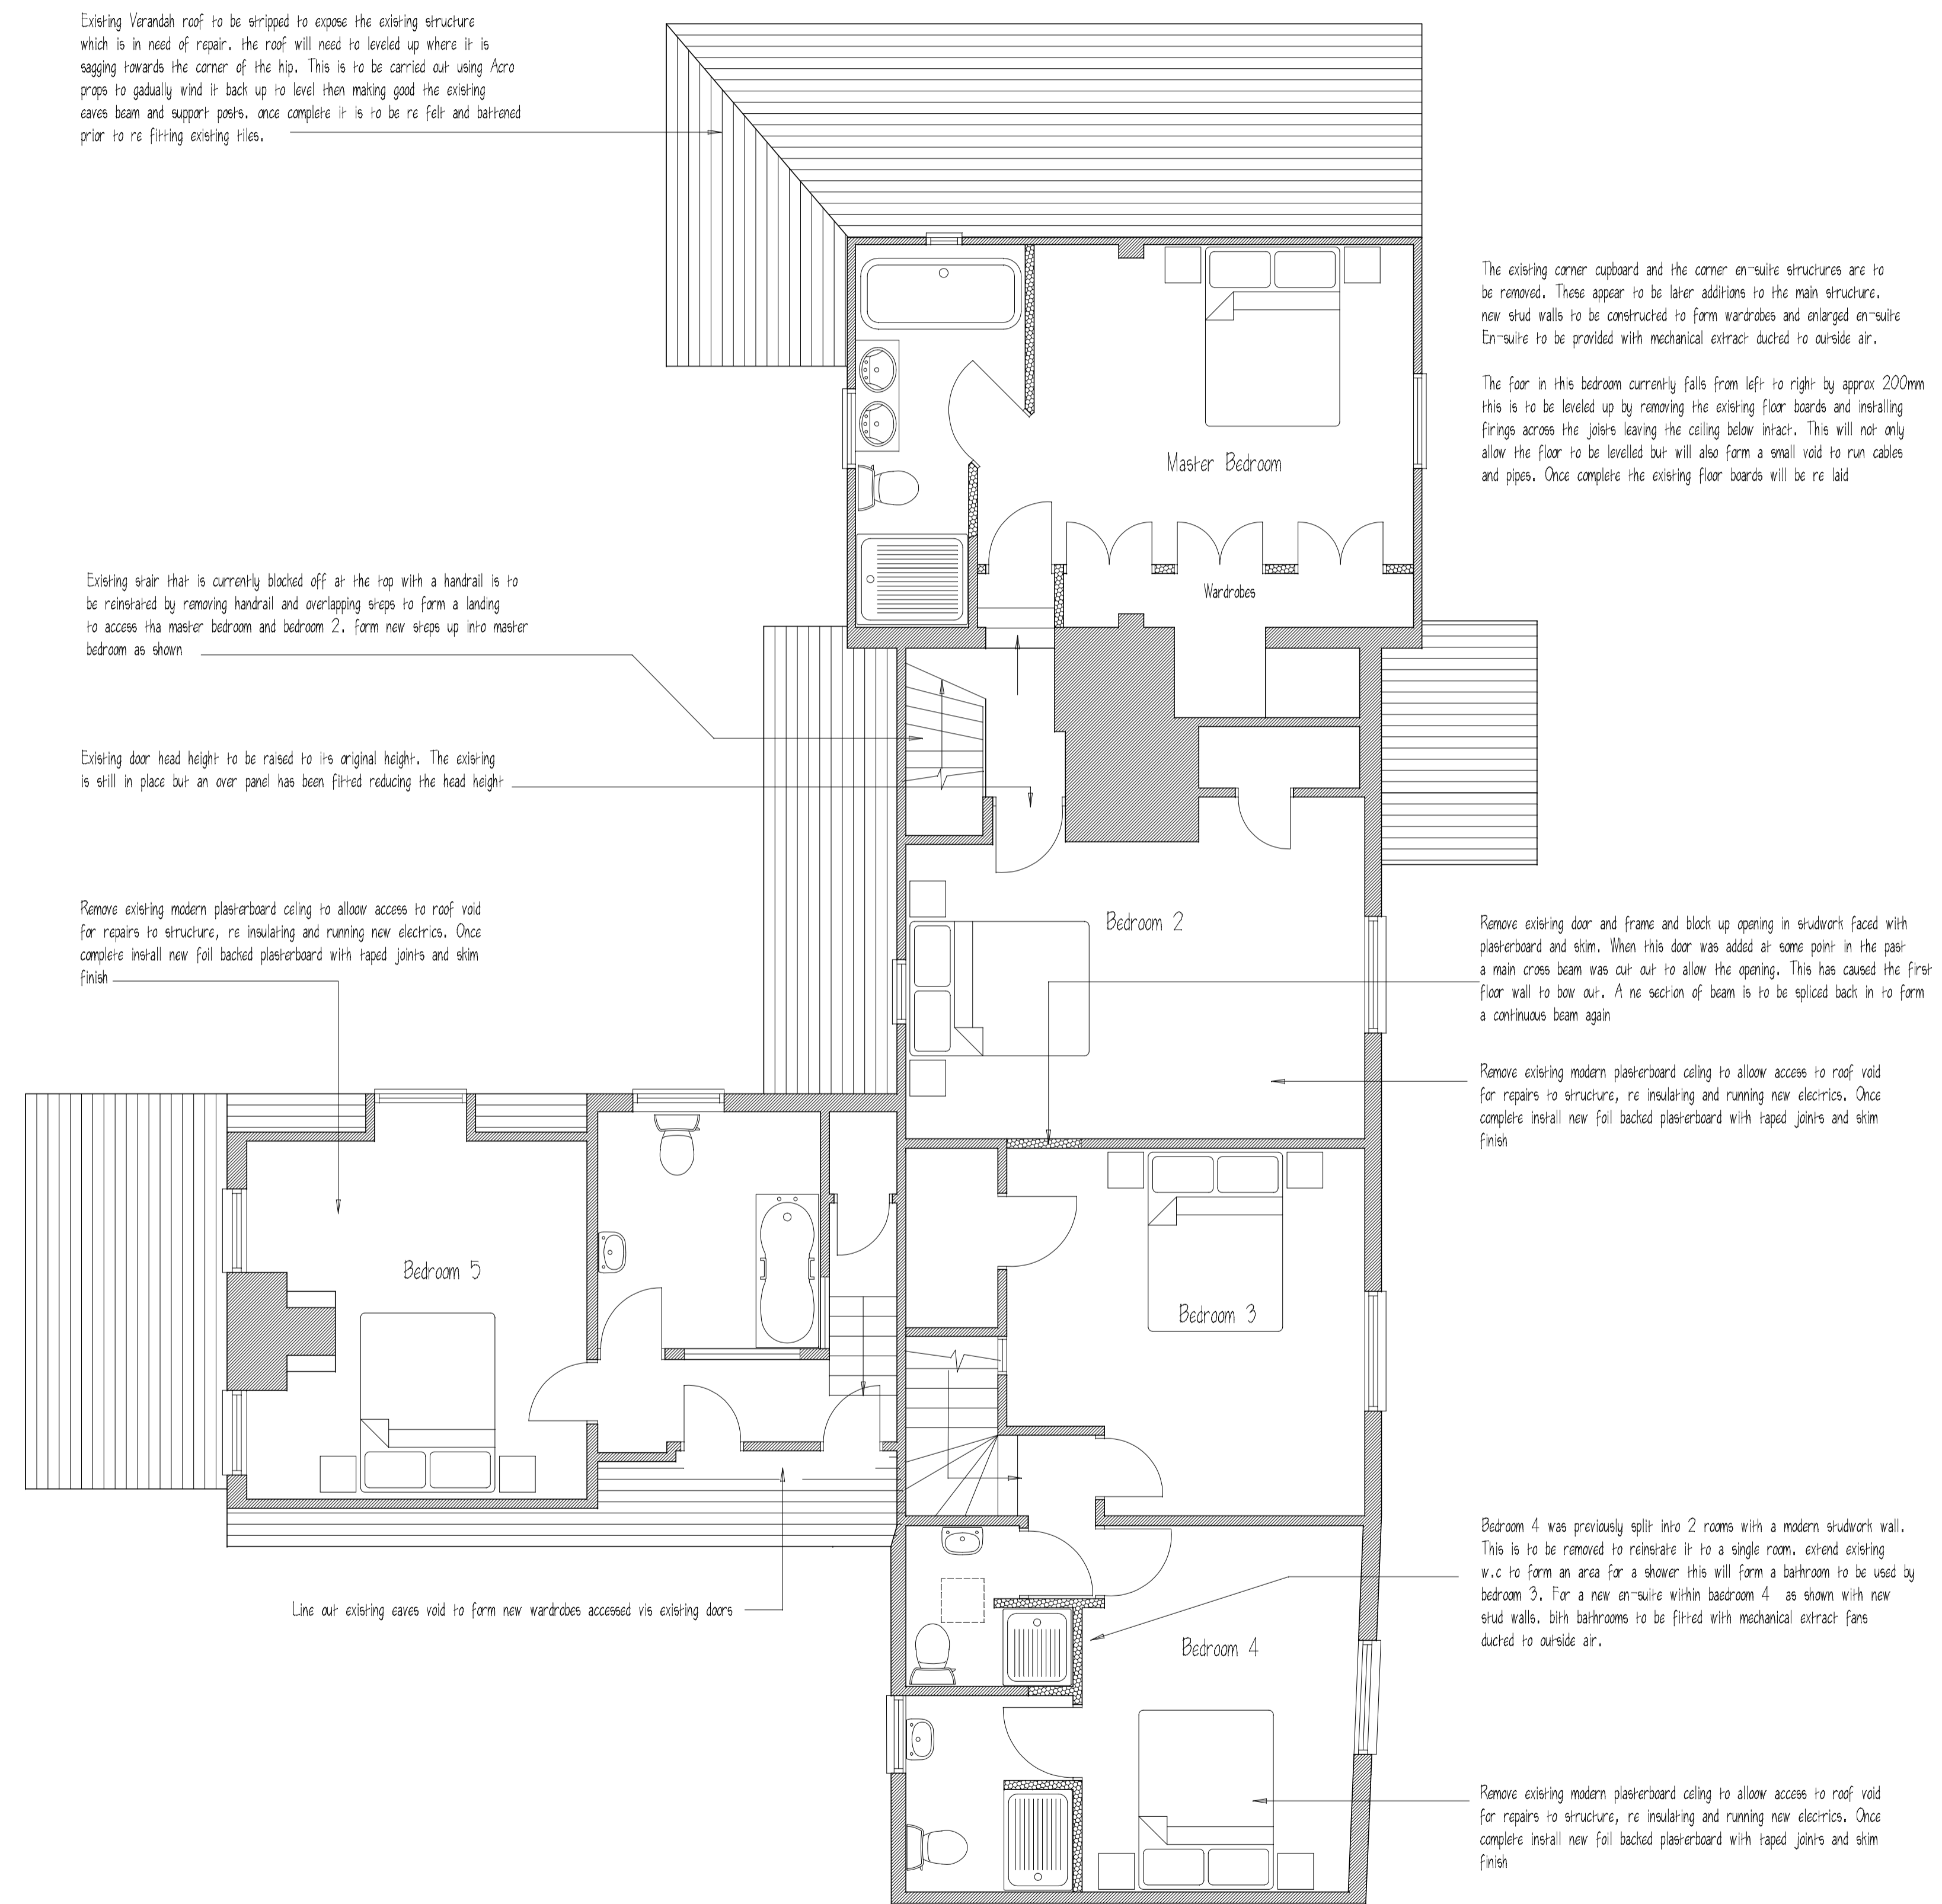 Existing Verandah roof to be stripped to expose the existing structure
which is in need of repair. the roof will need to leveled up where it is
sagging towards the corner of the hip. This is to be carried out using Acro
props to gadually wind it back up to level then making good the existing
eaves beam and support posts. once complete it is to be re felt and battened
prior to re fitting existing tiles.
The existing corner cupboard and the corner en-suite structures are to
be removed. These appear to be later additions to the main structure.
new stud walls to be constructed to form wardrobes and enlarged en-suite
En-suite to be provided with mechanical extract ducted to outside air.
The foor in this bedroom currently falls from left to right by approx 200mm
this is to be leveled up by removing the existing floor boards and installing
firings across the joists leaving the ceiling below intact. This will not only
allow the floor to be levelled but will also form a small void to run cables
and pipes. Once complete the existing floor boards will be re laid
Master Bedroom
Wardrobes
Existing stair that is currently blocked off at the top with a handrail is to
be reinstated by removing handrail and overlapping steps to form a landing
to access tha master bedroom and bedroom 2. form new steps up into master
bedroom as shown
Existing door head height to be raised to its original height. The existing
is still in place but an over panel has been fitted reducing the head height
Remove existing modern plasterboard celing to alloow access to roof void
for repairs to structure, re insulating and running new electrics. Once
complete install new foil backed plasterboard with taped joints and skim
finish
Bedroom 2
Remove existing door and frame and block up opening in studwork faced with
plasterboard and skim. When this door was added at some point in the past
a main cross beam was cut out to allow the opening. This has caused the first
floor wall to bow out. A ne section of beam is to be spliced back in to form
a continuous beam again
Remove existing modern plasterboard celing to alloow access to roof void
for repairs to structure, re insulating and running new electrics. Once
complete install new foil backed plasterboard with taped joints and skim
finish
Bedroom 5
Bedroom 3
Line out existing eaves void to form new wardrobes accessed vis existing doors
Bedroom 4 was previously split into 2 rooms with a modern studwork wall.
This is to be removed to reinstate it to a single room. extend existing
w.c to form an area for a shower this will form a bathroom to be used by
bedroom 3. For a new en-suite within baedroom 4 as shown with new
stud walls. bith bathrooms to be fitted with mechanical extract fans
ducted to outside air.
Bedroom 4
Remove existing modern plasterboard celing to alloow access to roof void
for repairs to structure, re insulating and running new electrics. Once
complete install new foil backed plasterboard with taped joints and skim
finish